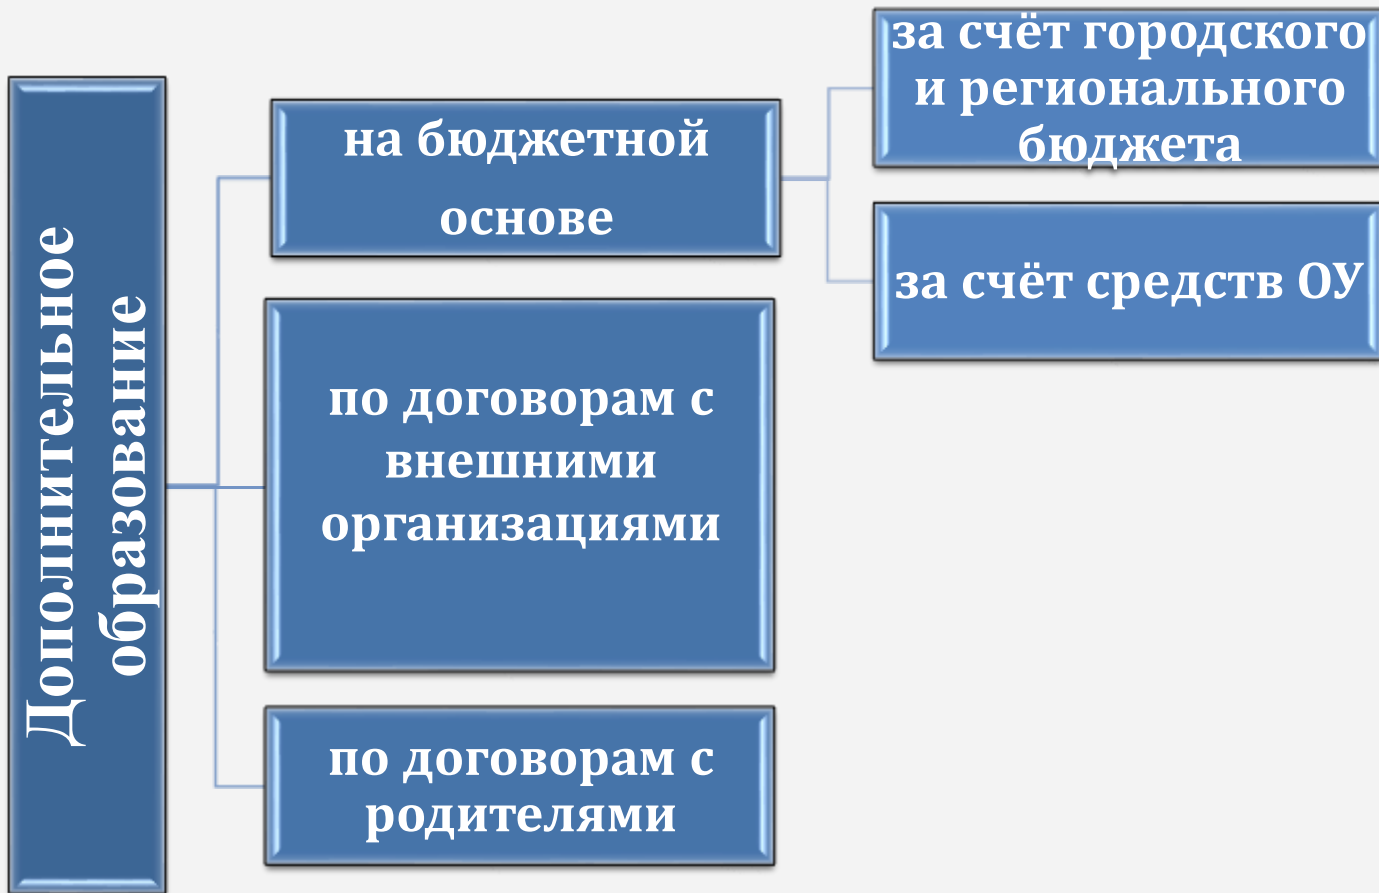 Дополнительное
образование
на бюджетной
основе
за счёт городского
и регионального
бюджета
за счёт средств ОУ
по договорам с
внешними
организациями
по договорам с
родителями